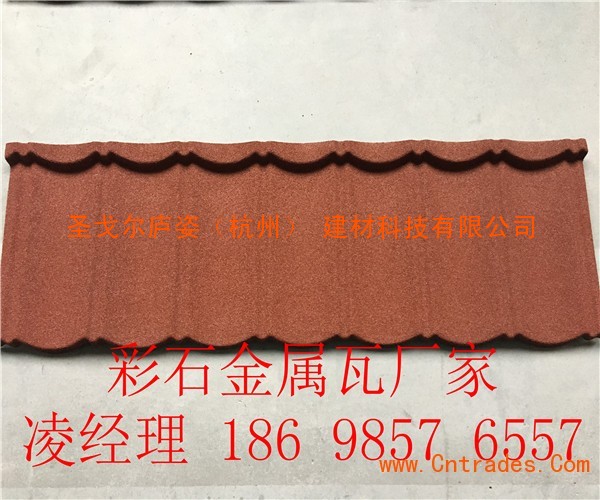 圣戈尔庐姿（杭州） 建材科技有限公司
彩石金属瓦厂家
凌经理 186 9857 6557
www.Cntrades.Com